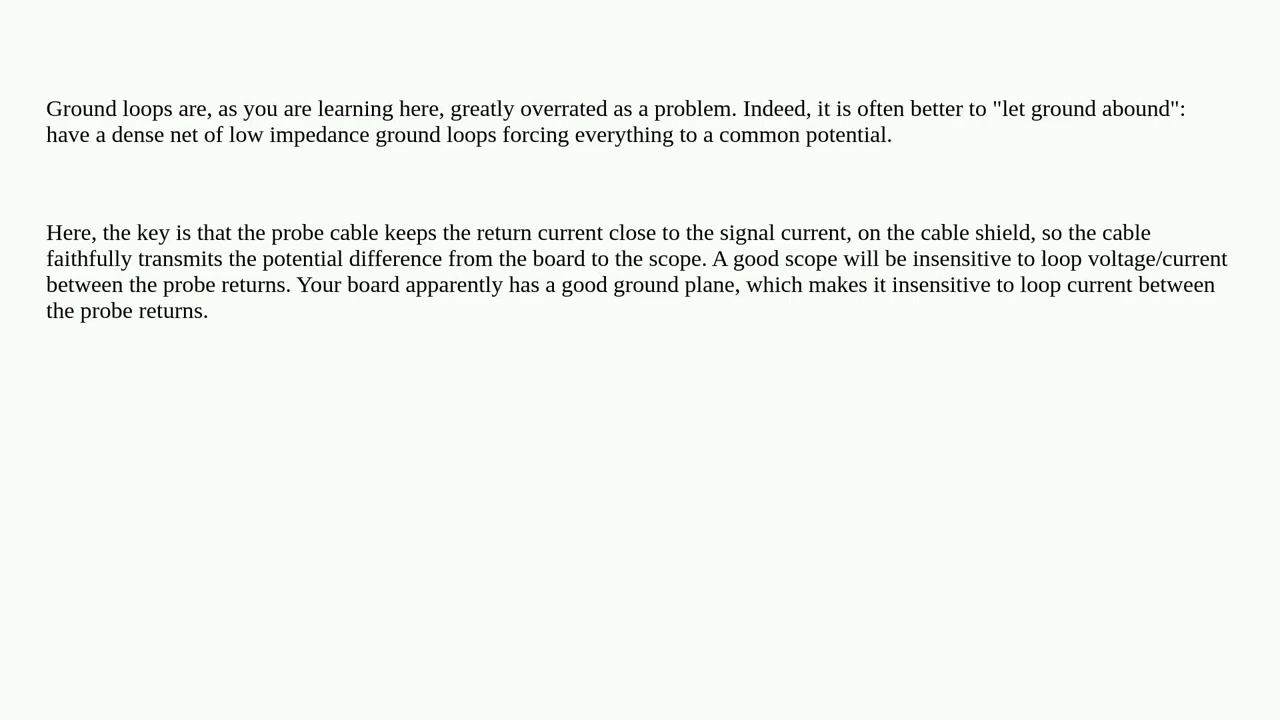 Ground loops are, as you are learning here, greatly overrated as a problem. Indeed, it is often better to "let ground abound":
have a dense net of low impedance ground loops forcing everything to a common potential.
Here, the key is that the probe cable keeps the return current close to the signal current, on the cable shield, so the cable
faithfully transmits the potential difference from the board to the scope. A good scope will be insensitive to loop voltage/current
between the probe returns. Your board apparently has a good ground plane, which makes it insensitive to loop current between
the probe returns.